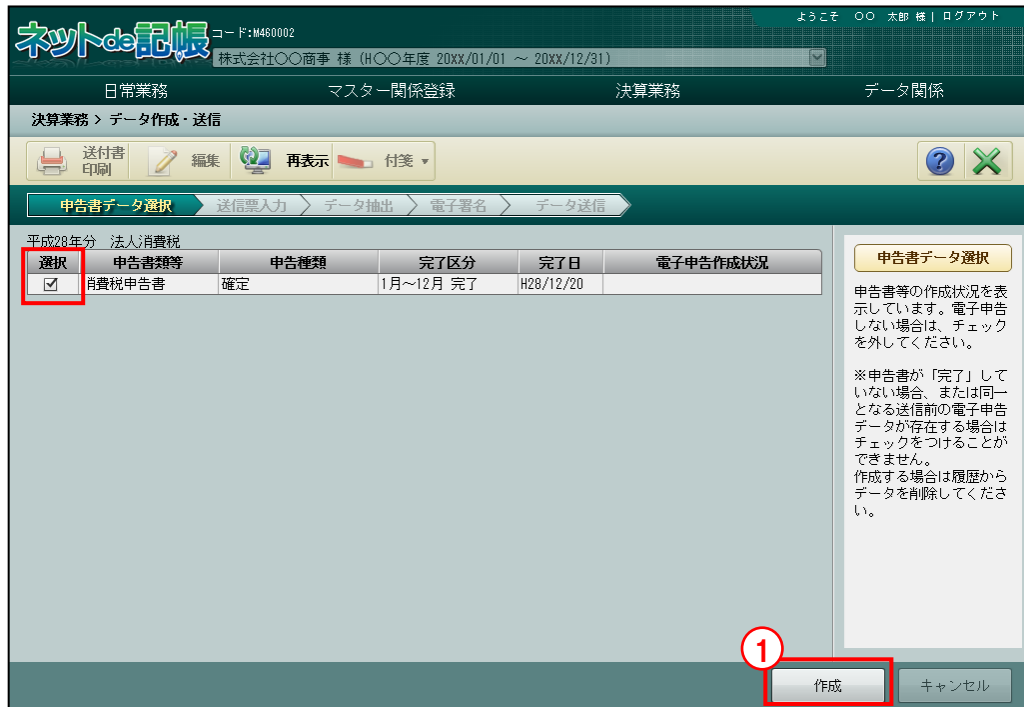 ようこそ 〇〇 太郎 様 | ログアウト
ネットde記帳 コード:M460002
株式会社〇〇商事 様 (H〇〇年度 20XX/01/01 ～ 20XX/12/31)
日常業務 マスター関係登録 決算業務 データ関係
決算業務 > データ作成・送信
送付書
印刷 編集 再表示 付箋
申告書データ選択 送信票入力 データ抽出 電子署名 データ送信
平成28年分 法人消費税
選択 申告書類等 申告種類 完了区分 完了日 電子申告作成状況
消費税申告書 確定 1月～12月 完了 H28/12/20
申告書データ選択
申告書等の作成状況を表
示しています。電子申告
しない場合は、チェック
を外してください。
※申告書が「完了」して
いない場合、または同一
となる送信前の電子申告
データが存在する場合は
チェックをつけることが
できません。
作成する場合は履歴から
データを削除してくださ
い。
1
作成 キャンセル